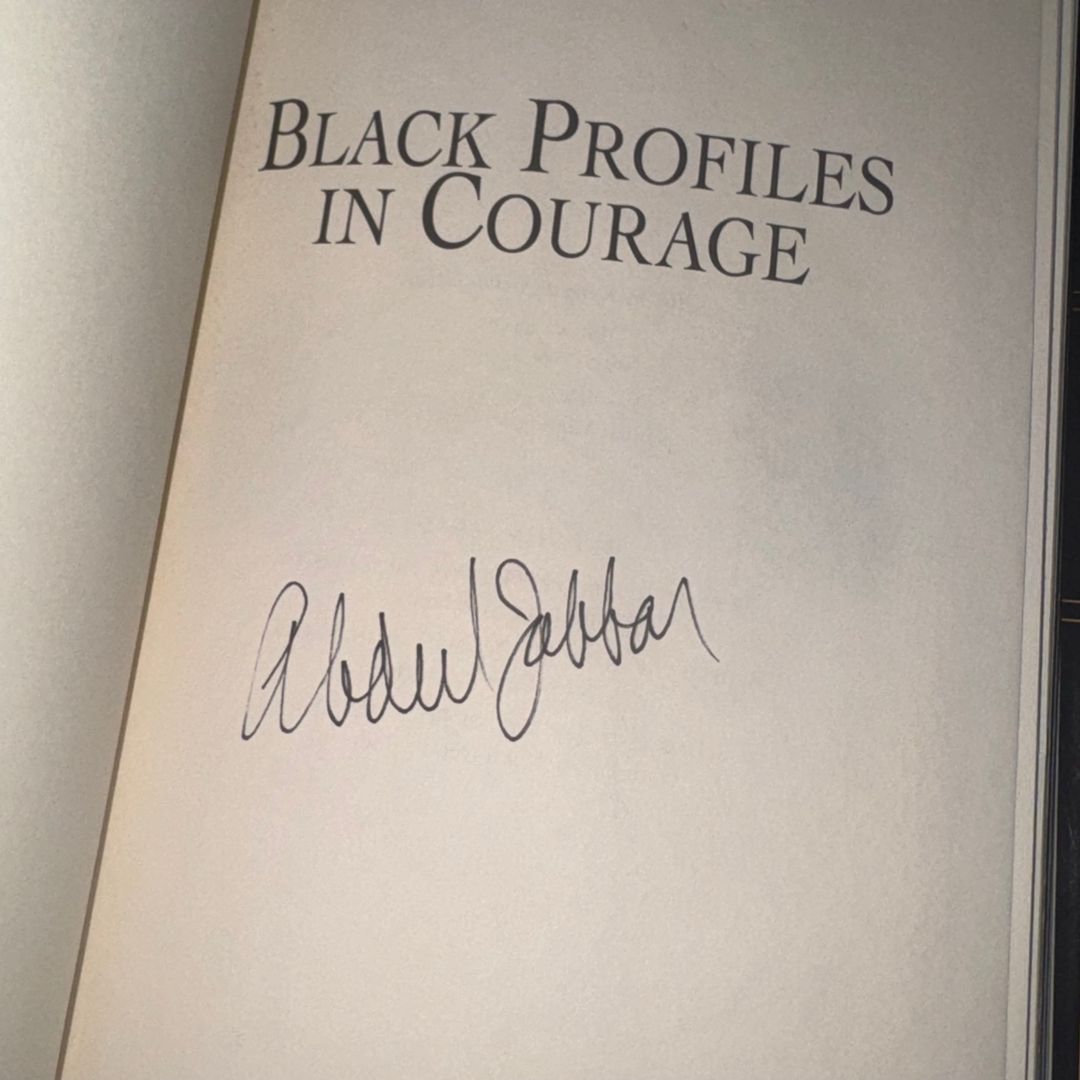 BLACK PROFILES
IN COURAGE
Abdul Jabbar